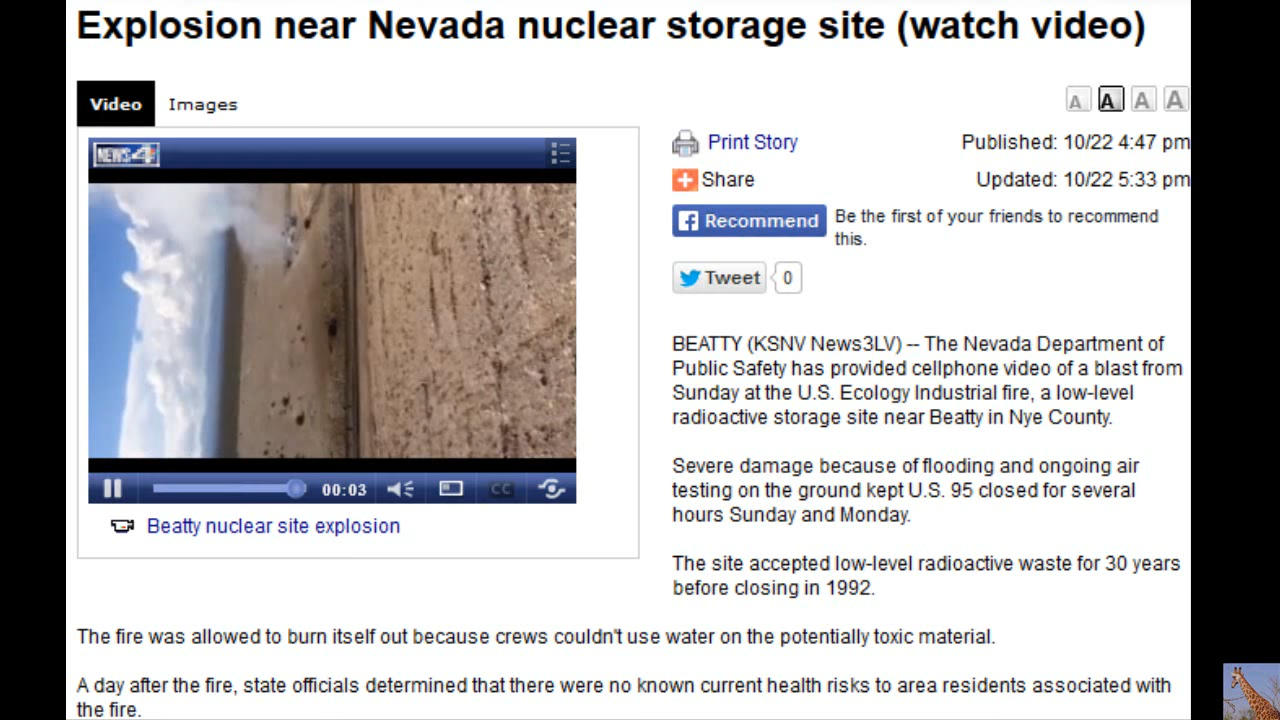 Explosion near Nevada nuclear storage site (watch video)
Video Images
A A A A
NEWS 4
Print Story
Published: 10/22 4:47 pm
Share
Updated: 10/22 5:33 pm
Recommend
Be the first of your friends to recommend
this.
Tweet 0
BEATTY (KSNV News3LV) -- The Nevada Department of
Public Safety has provided cellphone video of a blast from
Sunday at the U.S. Ecology Industrial fire, a low-level
radioactive storage site near Beatty in Nye County.
Severe damage because of flooding and ongoing air
testing on the ground kept U.S. 95 closed for several
hours Sunday and Monday.
00:03
CC
Beatty nuclear site explosion
The site accepted low-level radioactive waste for 30 years
before closing in 1992.
The fire was allowed to burn itself out because crews couldn't use water on the potentially toxic material.
A day after the fire, state officials determined that there were no known current health risks to area residents associated with
the fire.